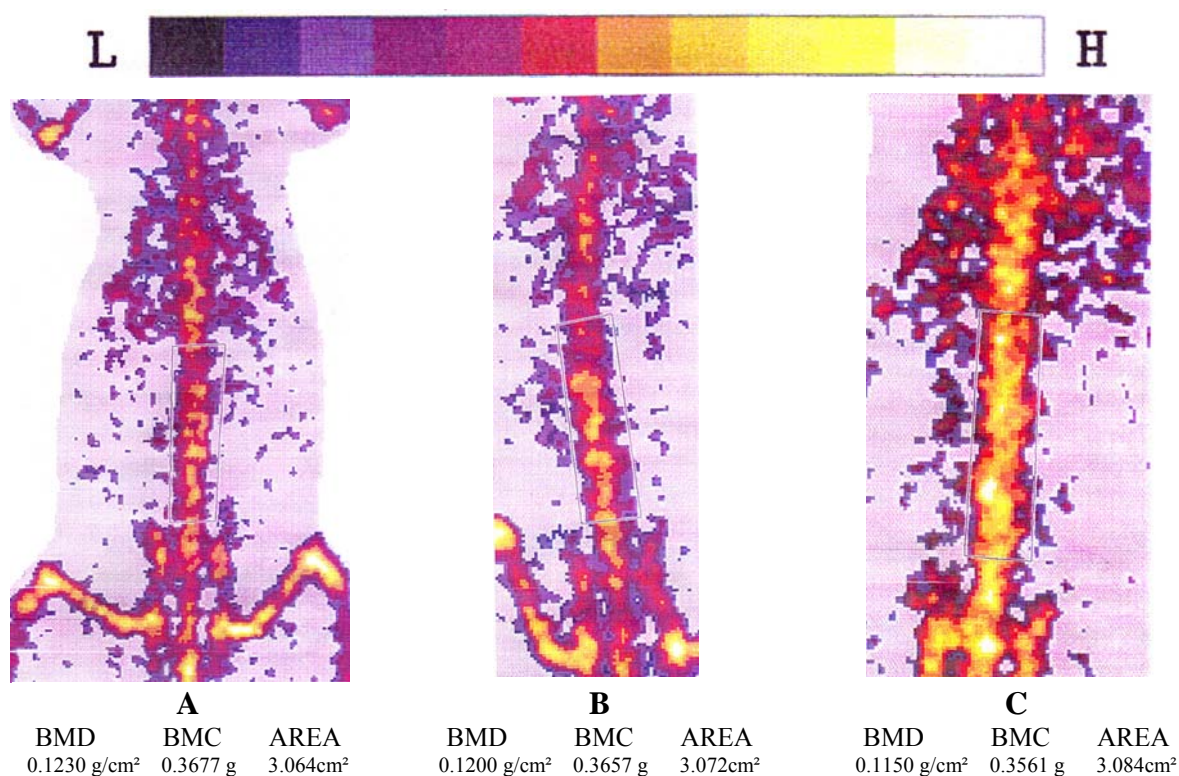 L H
A B C
BMD BMC AREA BMD BMC AREA BMD BMC AREA
0.1230 g/cm² 0.3677 g 3.064cm² 0.1200 g/cm² 0.3657 g 3.072cm² 0.1150 g/cm² 0.3561 g 3.084cm²